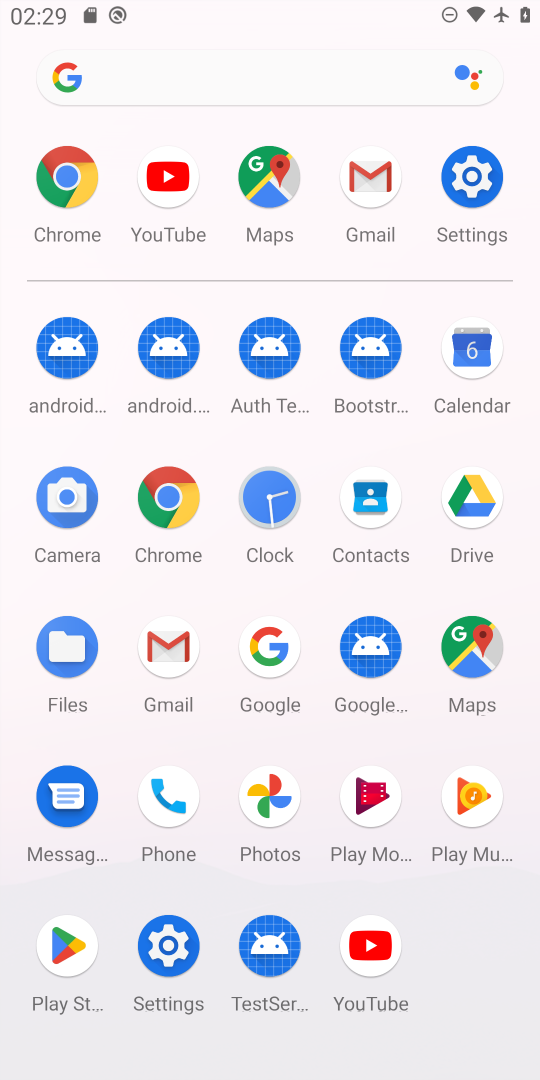 02:29
Chrome YouTube Maps Gmail Settings
android... android.... Auth Te... Bootstr... Calendar
6
Camera Chrome Clock Contacts Drive
Files Gmail Google Google... Maps
Messag... Phone Photos Play Mo... Play Mu...
Play St... Settings TestSer... YouTube